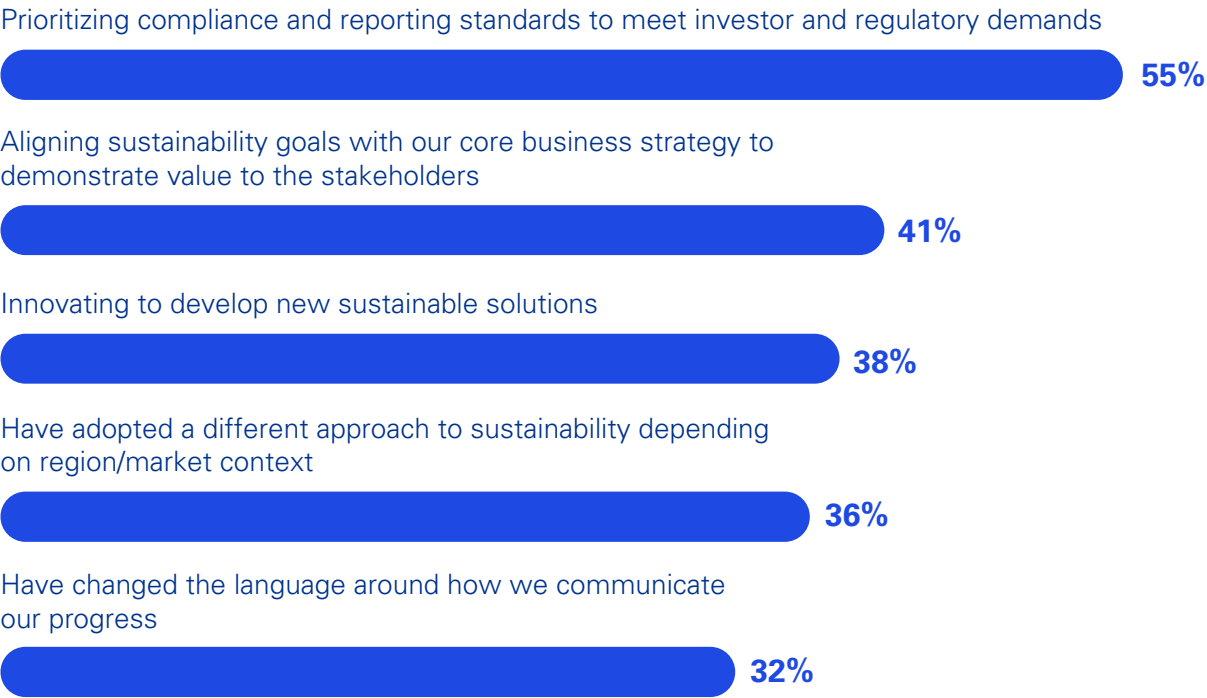 Prioritizing compliance and reporting standards to meet investor and regulatory demands
55%
Aligning sustainability goals with our core business strategy to
demonstrate value to the stakeholders
41%
Innovating to develop new sustainable solutions
38%
Have adopted a different approach to sustainability depending
on region/market context
36%
Have changed the language around how we communicate
our progress
32%